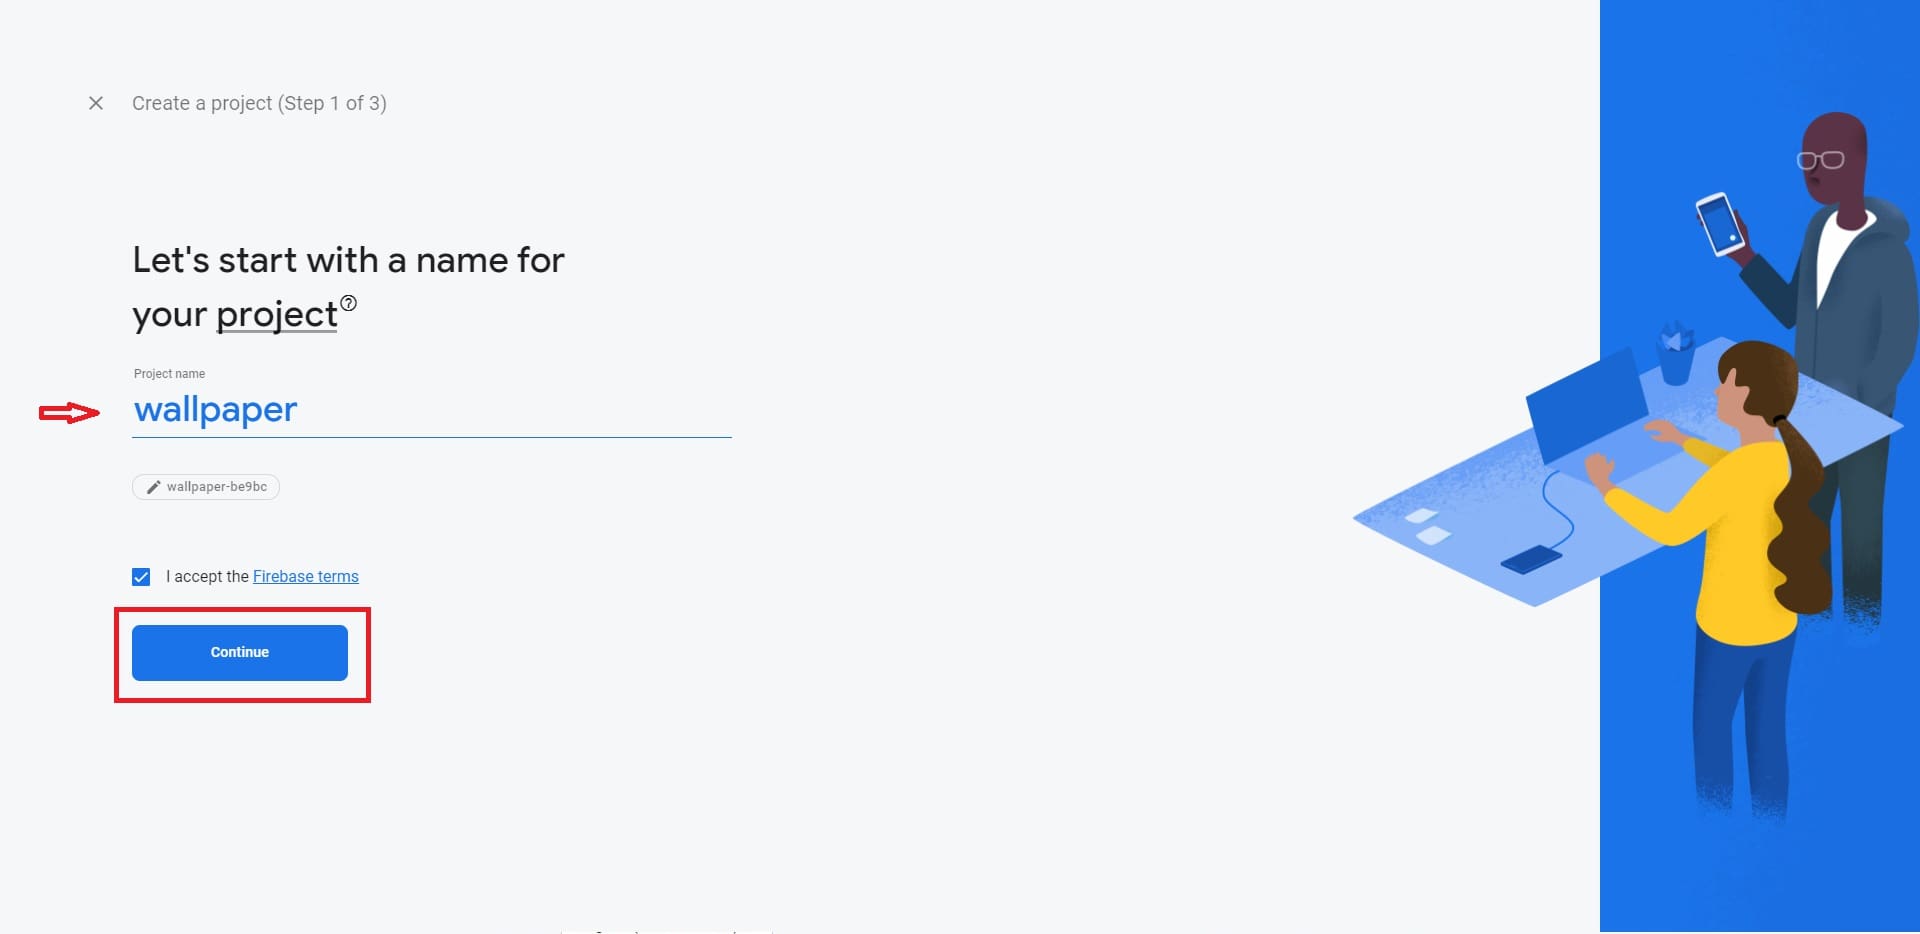 Create a project (Step 1 of 3)
Let's start with a name for
your project
Project name
wallpaper
wallpaper-be9bc
I accept the Firebase terms
Continue